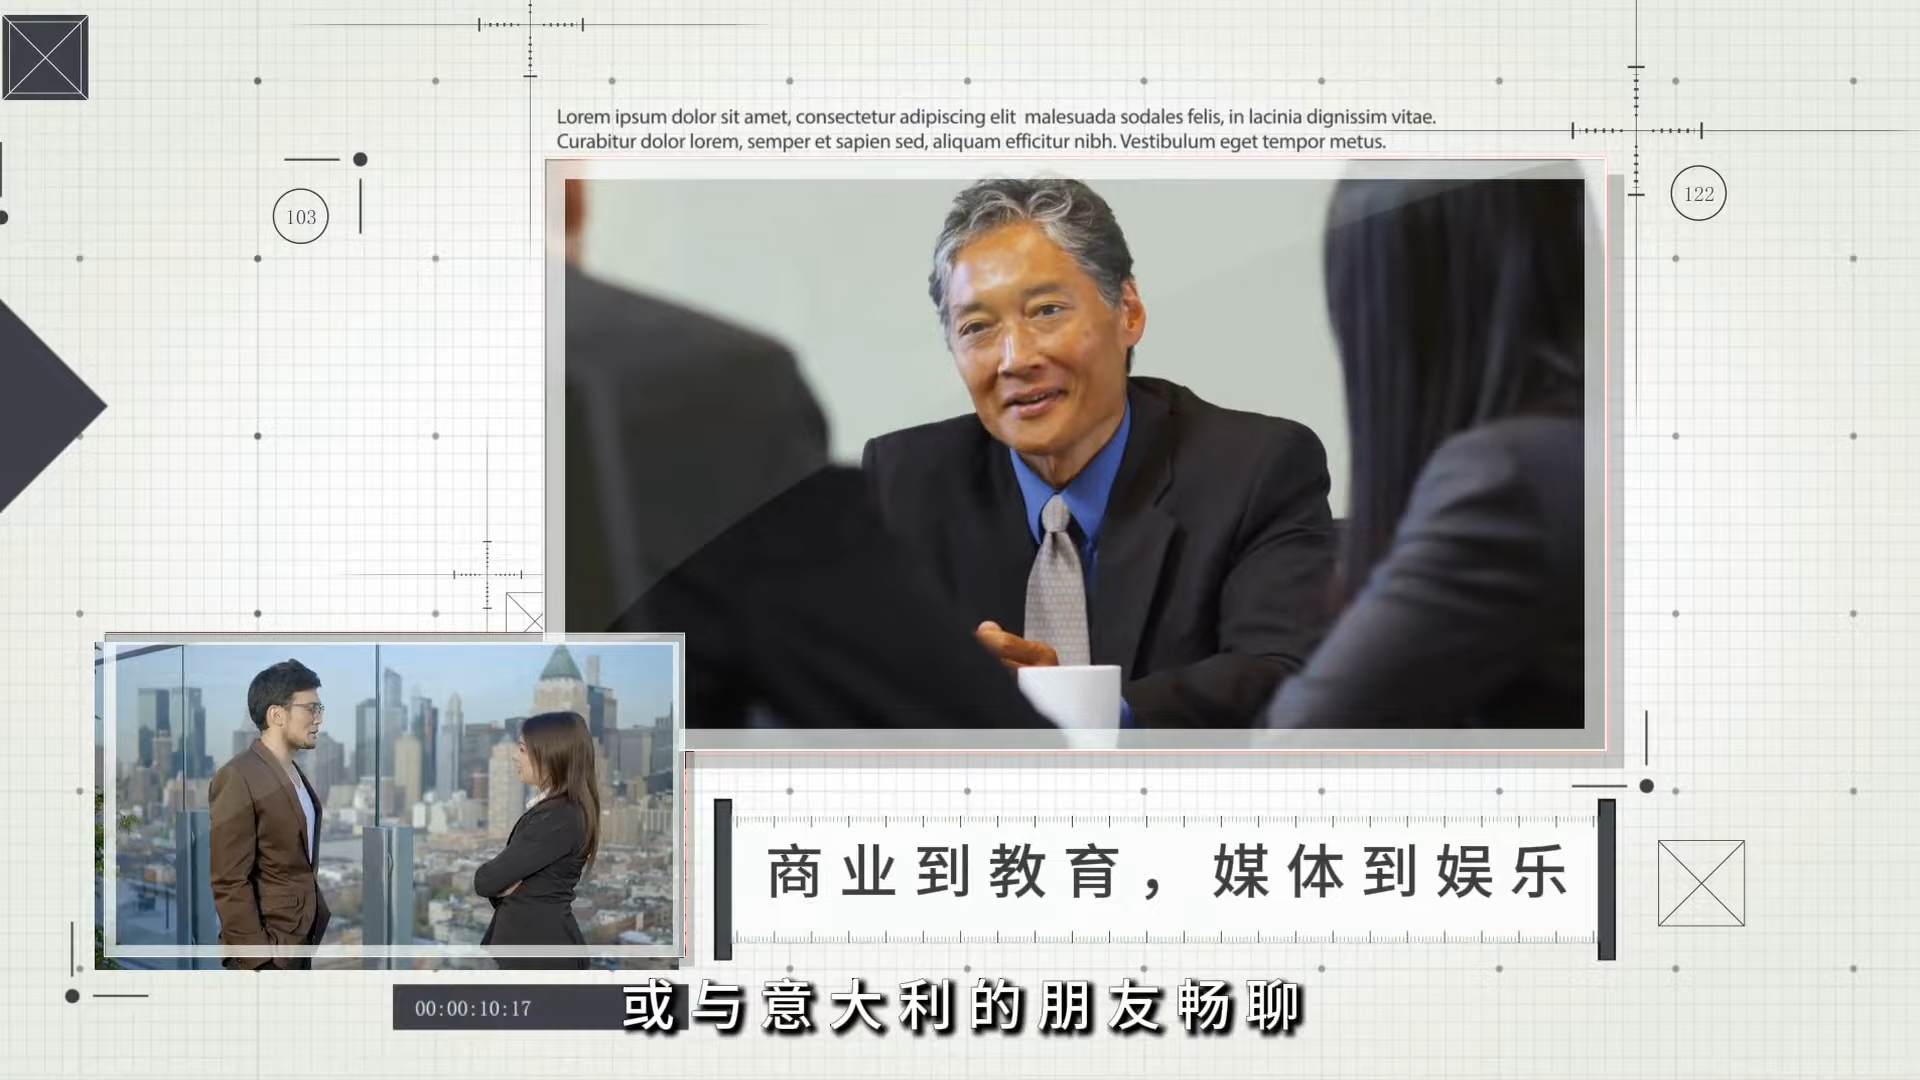 Lorem ipsum dolor sit amet, consectetur adipiscing elit  malesuada sodales felis, in lacinia dignissim vitae.
Curabitur dolor lorem, semper et sapien sed, aliquam efficitur nibh. Vestibulum eget tempor metus.
103
122
商业到教育，媒体到娱乐
00:00:10:17
或与意大利的朋友畅聊